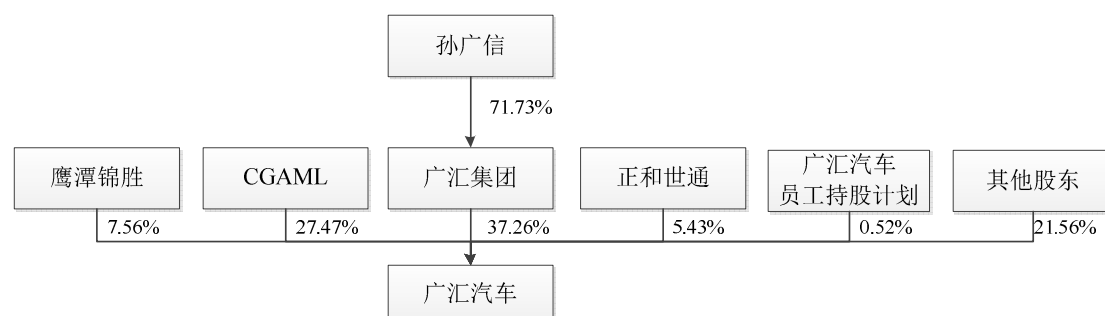 孙广信
71.73%
鹰潭锦胜
CGAML
广汇集团
正和世通
广汇汽车
员工持股计划
其他股东
7.56%
27.47%
37.26%
5.43%
0.52%
21.56%
广汇汽车